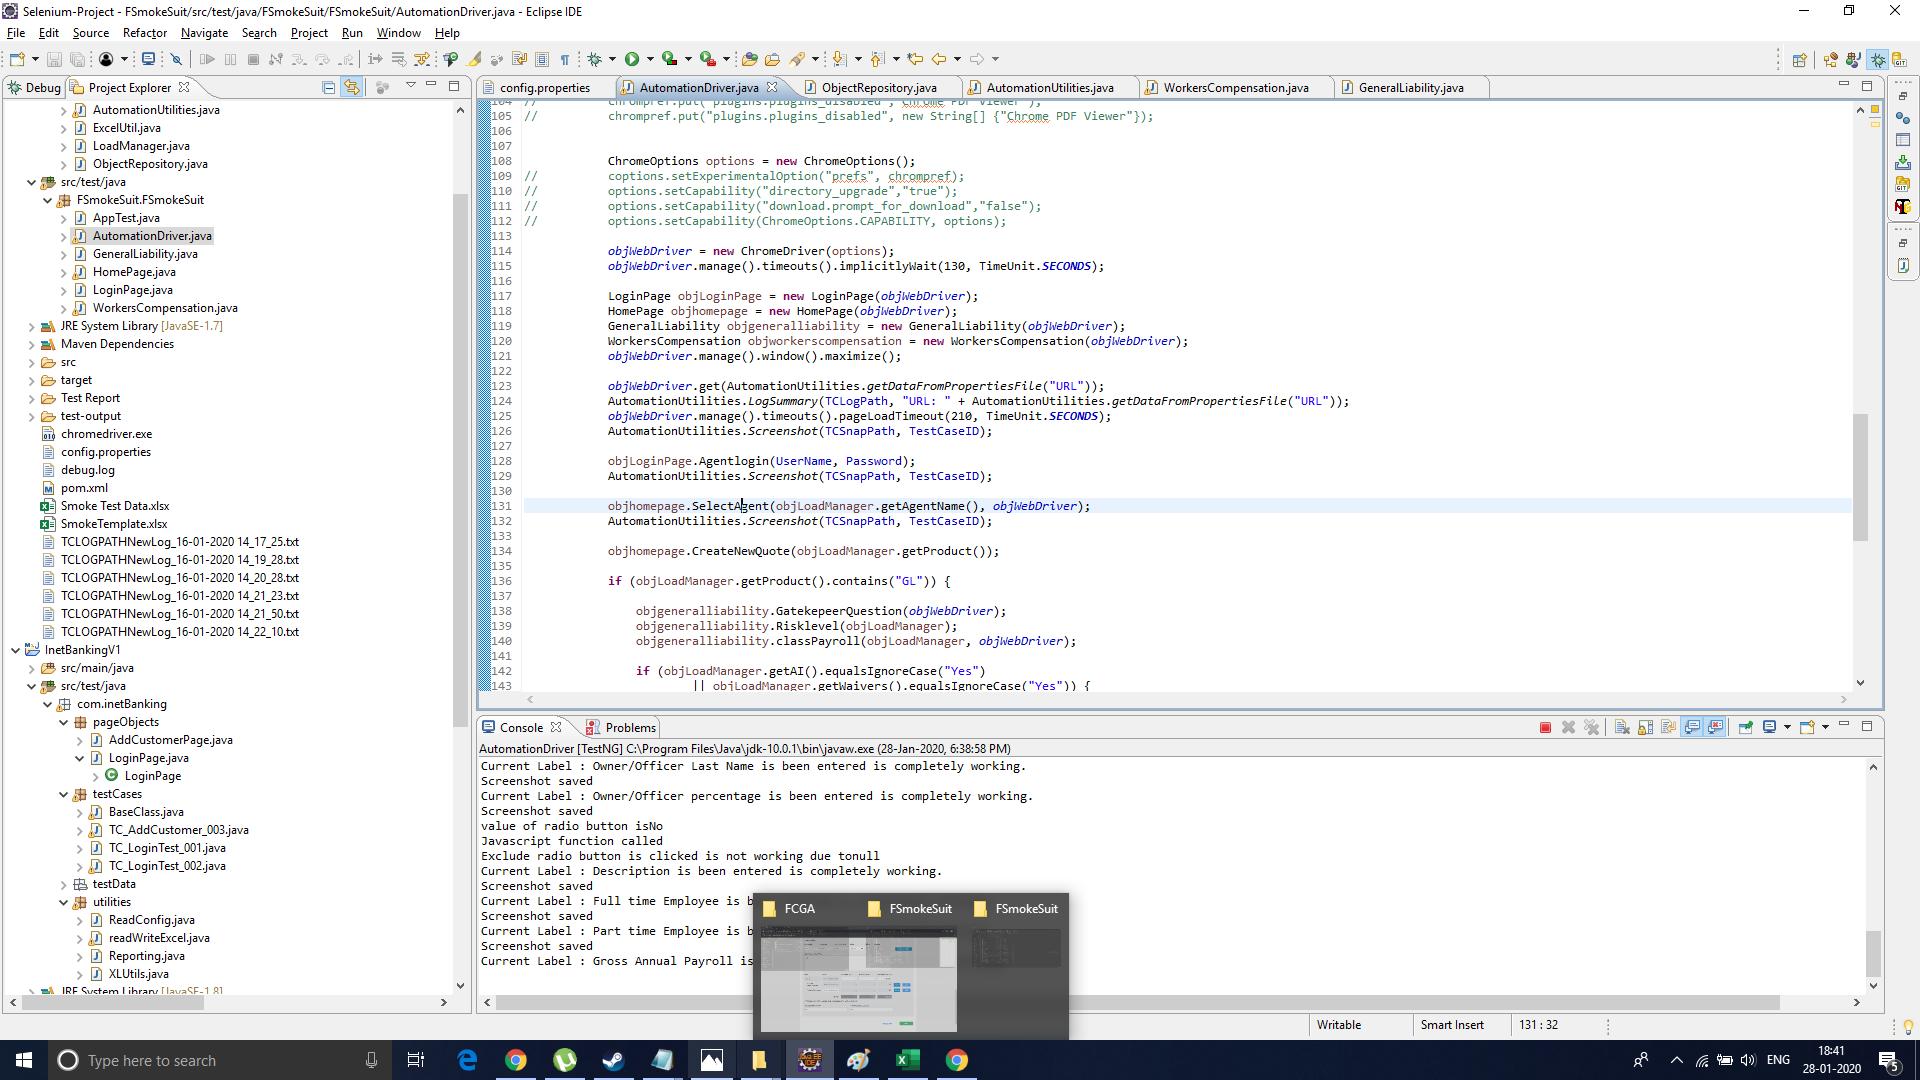 Selenium-Project - FSmokeSuit/src/test/java/FSmokeSuit/FSmokeSuit/AutomationDriver.java - Eclipse IDE
File Edit Source Refactor Navigate Search Project Run Window Help
Debug Project Explorer
AutomationUtilities.java
ExcelUtil.java
LoadManager.java
ObjectRepository.java
src/test/java
FSmokeSuit.FSmokeSuit
AppTest.java
AutomationDriver.java
GeneralLiability.java
HomePage.java
LoginPage.java
WorkersCompensation.java
JRE System Library [JavaSE-1.7]
Maven Dependencies
src
target
Test Report
test-output
chromedriver.exe
config.properties
debug.log
pom.xml
Smoke Test Data.xlsx
SmokeTemplate.xlsx
TCLOGPATHNewLog_16-01-2020 14_17_25.txt
TCLOGPATHNewLog_16-01-2020 14_19_28.txt
TCLOGPATHNewLog_16-01-2020 14_20_28.txt
TCLOGPATHNewLog_16-01-2020 14_21_23.txt
TCLOGPATHNewLog_16-01-2020 14_21_50.txt
TCLOGPATHNewLog_16-01-2020 14_22_10.txt
InetBankingV1
src/main/java
src/test/java
com.inetBanking
pageObjects
AddCustomerPage.java
LoginPage.java
LoginPage
testCases
BaseClass.java
TC_AddCustomer_003.java
TC_LoginTest_001.java
TC_LoginTest_002.java
testData
utilities
ReadConfig.java
readWriteExcel.java
Reporting.java
XLUtils.java
JRE System Library [JavaSE-1.8]
config.properties AutomationDriver.java ObjectRepository.java AutomationUtilities.java WorkersCompensation.java GeneralLiability.java
104 // chrompref.put("plugins.plugins_disabled","Chrome PDF Viewer");
105 // chrompref.put("plugins.plugins_disabled", new String[] {"Chrome PDF Viewer"});
106
107
108 ChromeOptions options = new ChromeOptions();
109 // coptions.setExperimentalOption("prefs", chrompref);
110 // options.setCapability("directory_upgrade","true");
111 // options.setCapability("download.prompt_for_download","false");
112 // options.setCapability(ChromeOptions.CAPABILITY, options);
113
114 objWebDriver = new ChromeDriver(options);
115 objWebDriver.manage().timeouts().implicitlyWait(130, TimeUnit.SECONDS);
116
117 LoginPage objLoginPage = new LoginPage(objWebDriver);
118 HomePage objhomepage = new HomePage(objWebDriver);
119 GeneralLiability objgeneralliability = new GeneralLiability(objWebDriver);
120 WorkersCompensation objworkerscompensation = new WorkersCompensation(objWebDriver);
121 objWebDriver.manage().window().maximize();
122
123 objWebDriver.get(AutomationUtilities.getDataFromPropertiesFile("URL"));
124 AutomationUtilities.LogSummary(TCLogPath, "URL: " + AutomationUtilities.getDataFromPropertiesFile("URL"));
125 objWebDriver.manage().timeouts().pageLoadTimeout(210, TimeUnit.SECONDS);
126 AutomationUtilities.Screenshot(TCSnapPath, TestCaseID);
127
128 objLoginPage.Agentlogin(UserName, Password);
129 AutomationUtilities.Screenshot(TCSnapPath, TestCaseID);
130
131 objhomepage.SelectAgent(objLoadManager.getAgentName(), objWebDriver);
132 AutomationUtilities.Screenshot(TCSnapPath, TestCaseID);
133
134 objhomepage.CreateNewQuote(objLoadManager.getProduct());
135
136 if (objLoadManager.getProduct().contains("GL")) {
137
138 objgeneralliability.GatekepeerQuestion(objWebDriver);
139 objgeneralliability.Risklevel(objLoadManager);
140 objgeneralliability.classPayroll(objLoadManager, objWebDriver);
141
142 if (objLoadManager.getAI().equalsIgnoreCase("Yes")
143 || objLoadManager.getWaivers().equalsIgnoreCase("Yes")) {
Console Problems
AutomationDriver [TestNG] C:\Program Files\Java\jdk-10.0.1\bin\javaw.exe (28-Jan-2020, 6:38:58 PM)
Current Label : Owner/Officer Last Name is been entered is completely working.
Screenshot saved
Current Label : Owner/Officer percentage is been entered is completely working.
Screenshot saved
value of radio button isNo
Javascript function called
Exclude radio button is clicked is not working due tonull
Current Label : Description is been entered is completely working.
Screenshot saved
Current Label : Full time Employee is b
Screenshot saved
Current Label : Part time Employee is b
Screenshot saved
Current Label : Gross Annual Payroll is
FCGA FSmokeSuit FSmokeSuit
Writable Smart Insert 131 : 32
Type here to search
ENG
18:41
28-01-2020
5